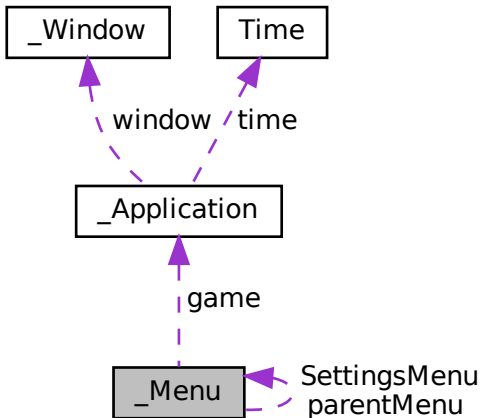 _Window
Time
window
time
_Application
game
_Menu
SettingsMenu
parentMenu